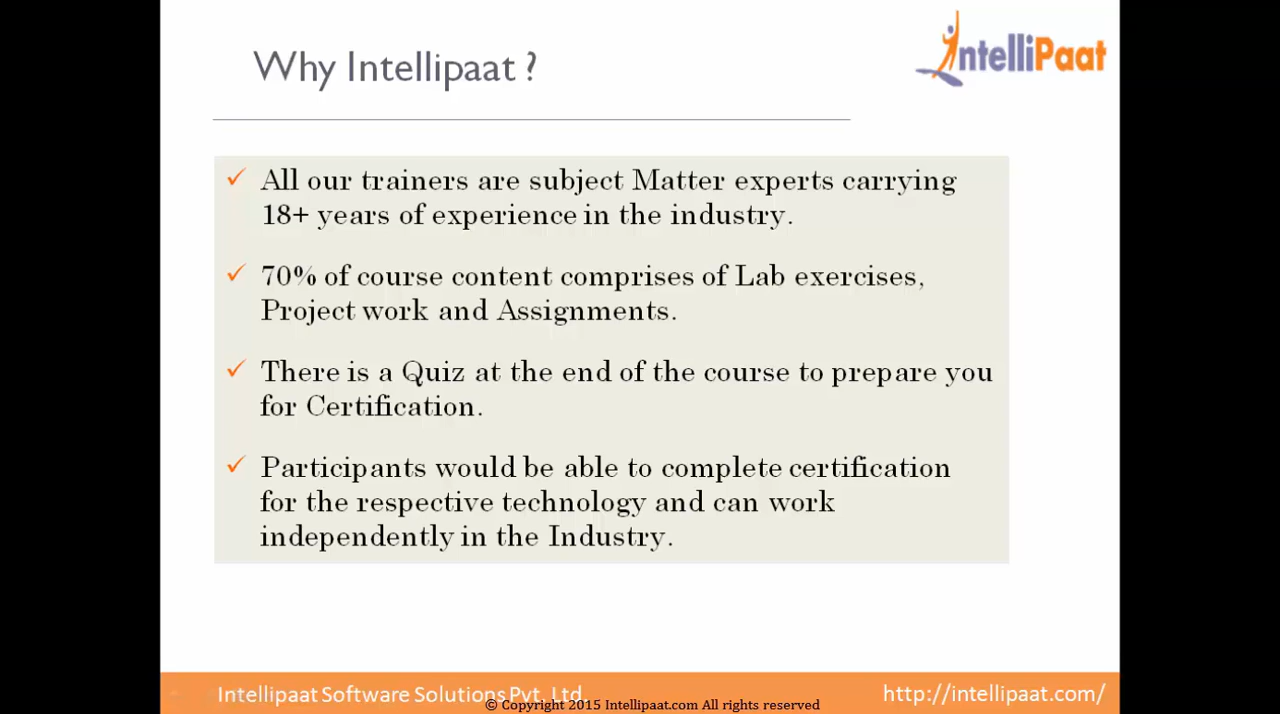 Why Intellipaat ?
IntelliPaat
All our trainers are subject Matter experts carrying
18+ years of experience in the industry.
70% of course content comprises of Lab exercises,
Project work and Assignments.
There is a Quiz at the end of the course to prepare you
for Certification.
Participants would be able to complete certification
for the respective technology and can work
independently in the Industry.
Intellipaat Software Solutions Pvt. Ltd.
http://intellipaat.com/
© Copyright 2015 Intellipaat.com All rights reserved